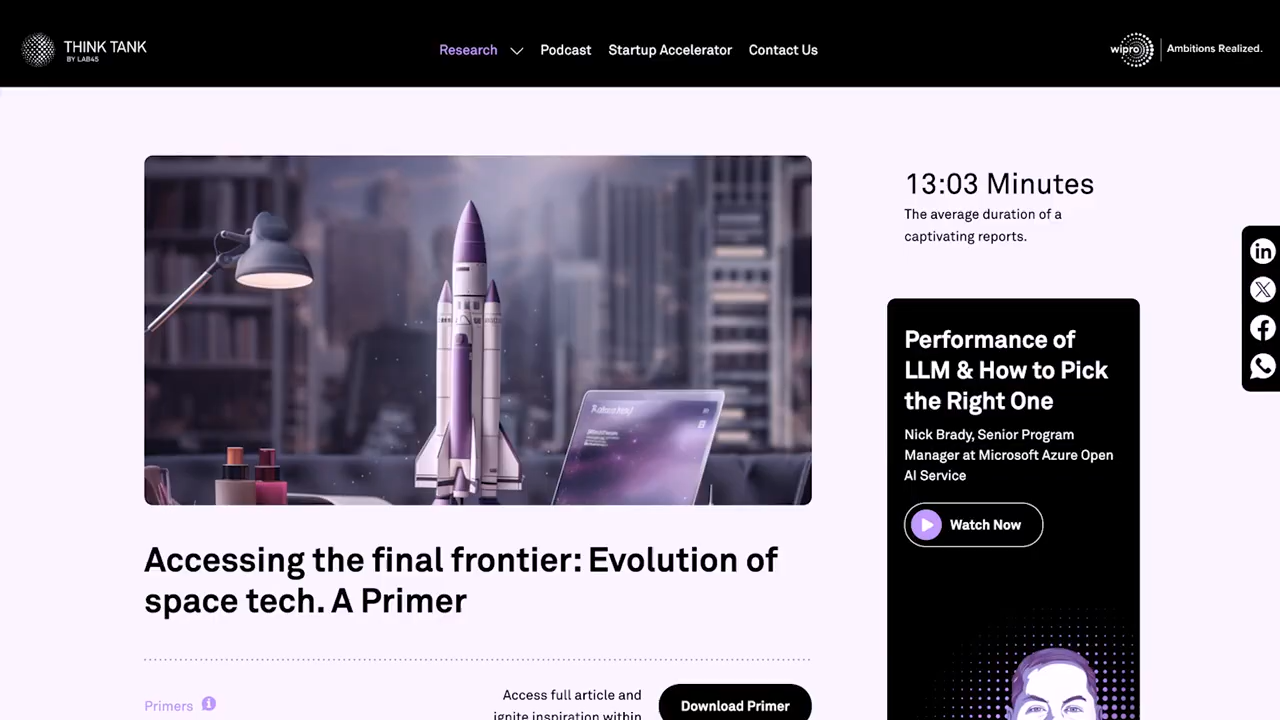 THINK TANK
BY LAB45
Research
Podcast
Startup Accelerator
Contact Us
wipro
Ambitions Realized.
13:03 Minutes
The average duration of a
captivating reports.
Performance of
LLM & How to Pick
the Right One
Nick Brady, Senior Program
Manager at Microsoft Azure Open
AI Service
Watch Now
Accessing the final frontier: Evolution of
space tech. A Primer
Primers
Access full article and
ignite inspiration within
Download Primer